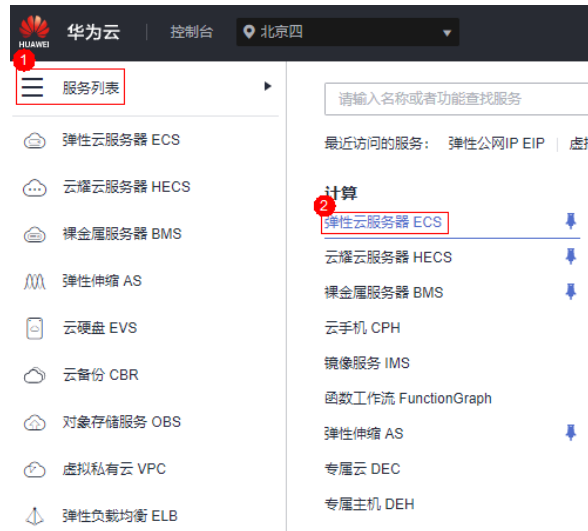 HUAWEI 华为云 控制台 北京四
1
服务列表
弹性云服务器 ECS
云耀云服务器 HECS
裸金属服务器 BMS
弹性伸缩 AS
云硬盘 EVS
云备份 CBR
对象存储服务 OBS
虚拟私有云 VPC
弹性负载均衡 ELB
请输入名称或者功能查找服务
最近访问的服务： 弹性公网IP EIP
计算
2
弹性云服务器 ECS
云耀云服务器 HECS
裸金属服务器 BMS
云手机 CPH
镜像服务 IMS
函数工作流 FunctionGraph
弹性伸缩 AS
专属云 DEC
专属主机 DEH